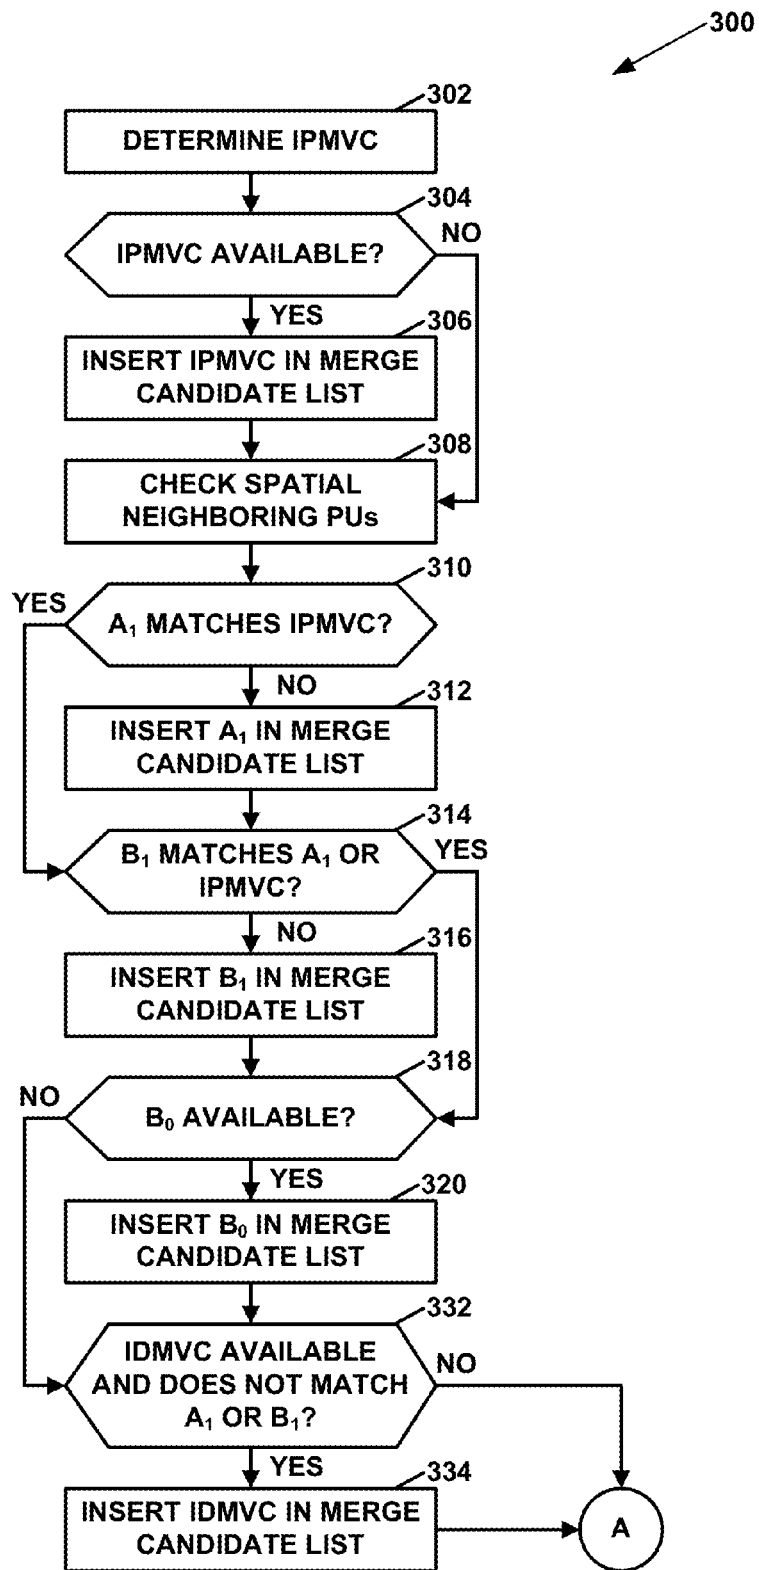 300
302
DETERMINE IPMVC
304
IPMVC AVAILABLE?
NO
YES
306
INSERT IPMVC IN MERGE
CANDIDATE LIST
308
CHECK SPATIAL
NEIGHBORING PUs
310
YES
A₁ MATCHES IPMVC?
NO
312
INSERT A₁ IN MERGE
CANDIDATE LIST
314
B₁ MATCHES A₁ OR
IPMVC?
YES
NO
316
INSERT B₁ IN MERGE
CANDIDATE LIST
318
NO
B₀ AVAILABLE?
YES
320
INSERT B₀ IN MERGE
CANDIDATE LIST
332
IDMVC AVAILABLE
AND DOES NOT MATCH
A₁ OR B₁?
NO
YES
334
INSERT IDMVC IN MERGE
CANDIDATE LIST
A